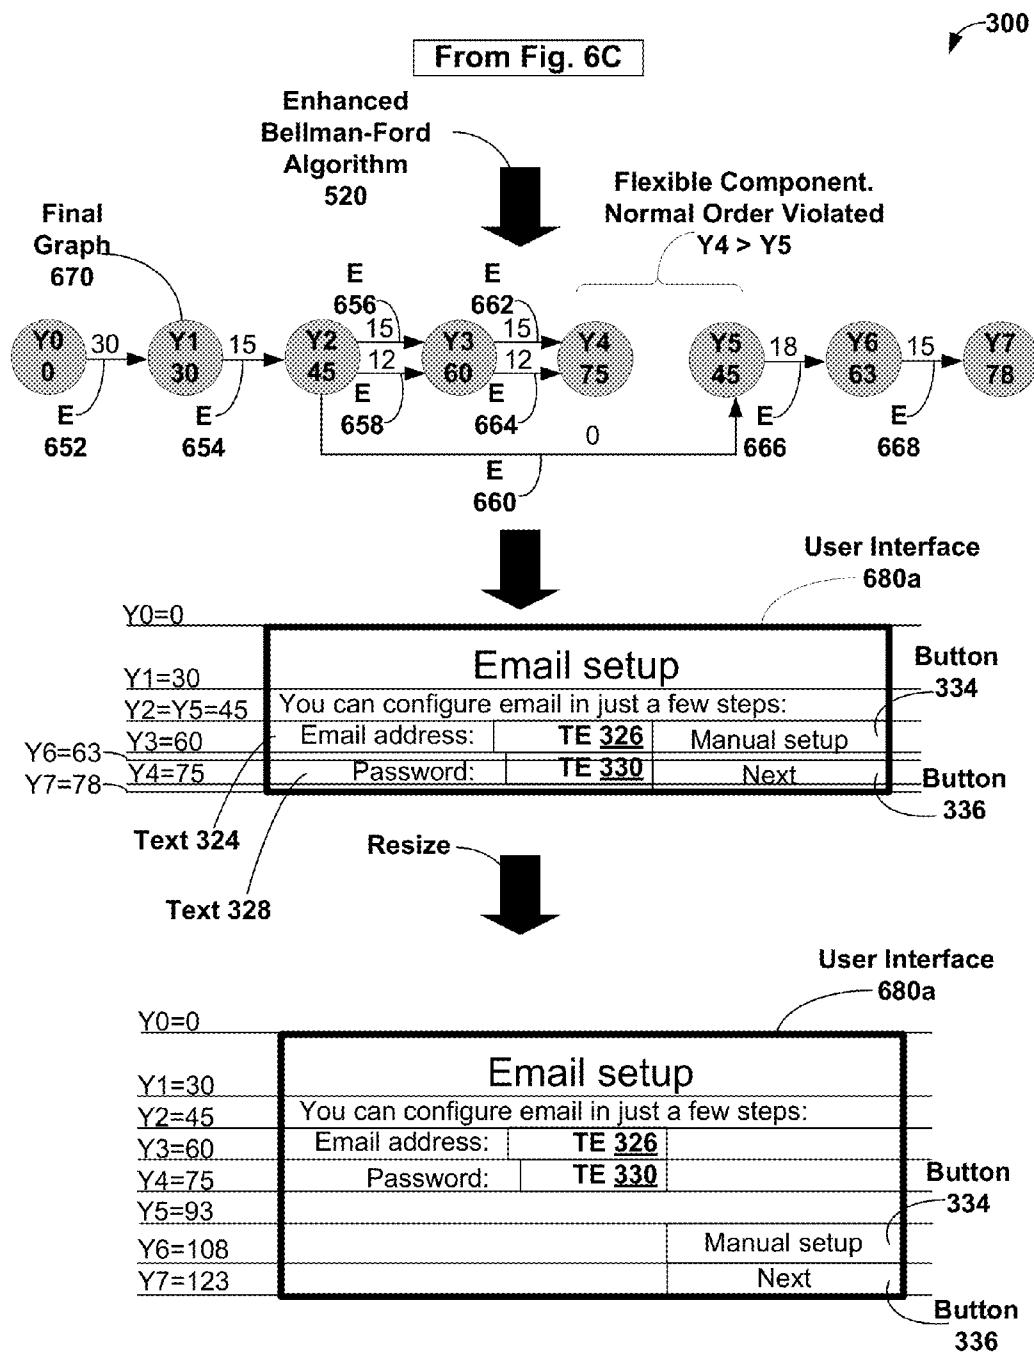 300
From Fig. 6C
Enhanced
Bellman-Ford
Algorithm
520
Flexible Component.
Normal Order Violated
Y4 > Y5
Final
Graph
670
E
656
E
662
Y0
0
30
Y1
30
15
Y2
45
15
12
Y3
60
15
12
Y4
75
Y5
45
18
Y6
63
15
Y7
78
E
652
E
654
E
658
E
664
0
E
666
E
668
E
660
User Interface
680a
Y0=0
Email setup
Button
334
Y1=30
You can configure email in just a few steps:
Y2=Y5=45
Email address: TE 326 Manual setup
Y3=60
Y6=63
Password: TE 330 Next
Y4=75
Y7=78
Button
336
Text 324
Resize
Text 328
User Interface
680a
Y0=0
Email setup
Y1=30
You can configure email in just a few steps:
Y2=45
Email address: TE 326
Y3=60
Password: TE 330
Y4=75
Button
334
Y5=93
Manual setup
Y6=108
Next
Y7=123
Button
336